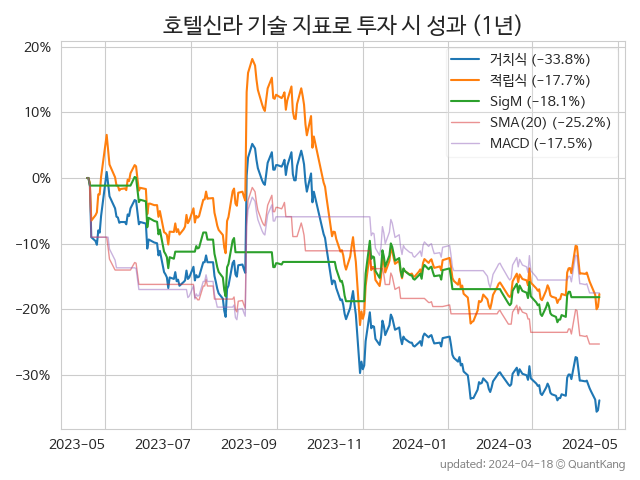 호텔신라 기술 지표로 투자 시 성과 (1년)
20%
10%
0%
−10%
−20%
−30%
거치식 (−33.8%)
적립식 (−17.7%)
SigM (−18.1%)
SMA(20) (−25.2%)
MACD (−17.5%)
2023-05
2023-07
2023-09
2023-11
2024-01
2024-03
2024-05
updated: 2024-04-18 ⓒ QuantKang